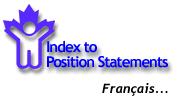 Index to
Position Statements
Français...